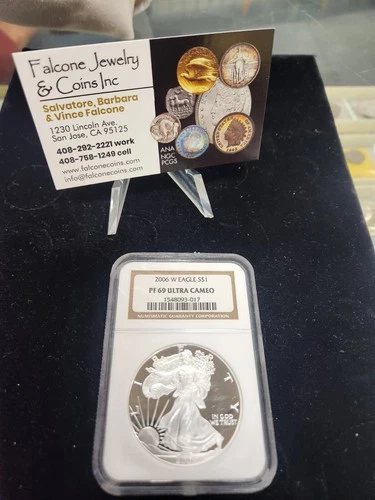 Falcone Jewelry
& Coins Inc
Salvatore, Barbara
& Vince Falcone
1230 Lincoln Ave.
San Jose, CA 95125
408-292-2221 work
408-758-1249 cell
www.falconecoins.com
info@falconecoins.com
ANA
NGC
PCGS
2006 W EAGLE S$1
PF 69 ULTRA CAMEO
1548093-017
NUMISMATIC GUARANTY CORPORATION
L I B E R T Y
IN GOD
WE TRUST